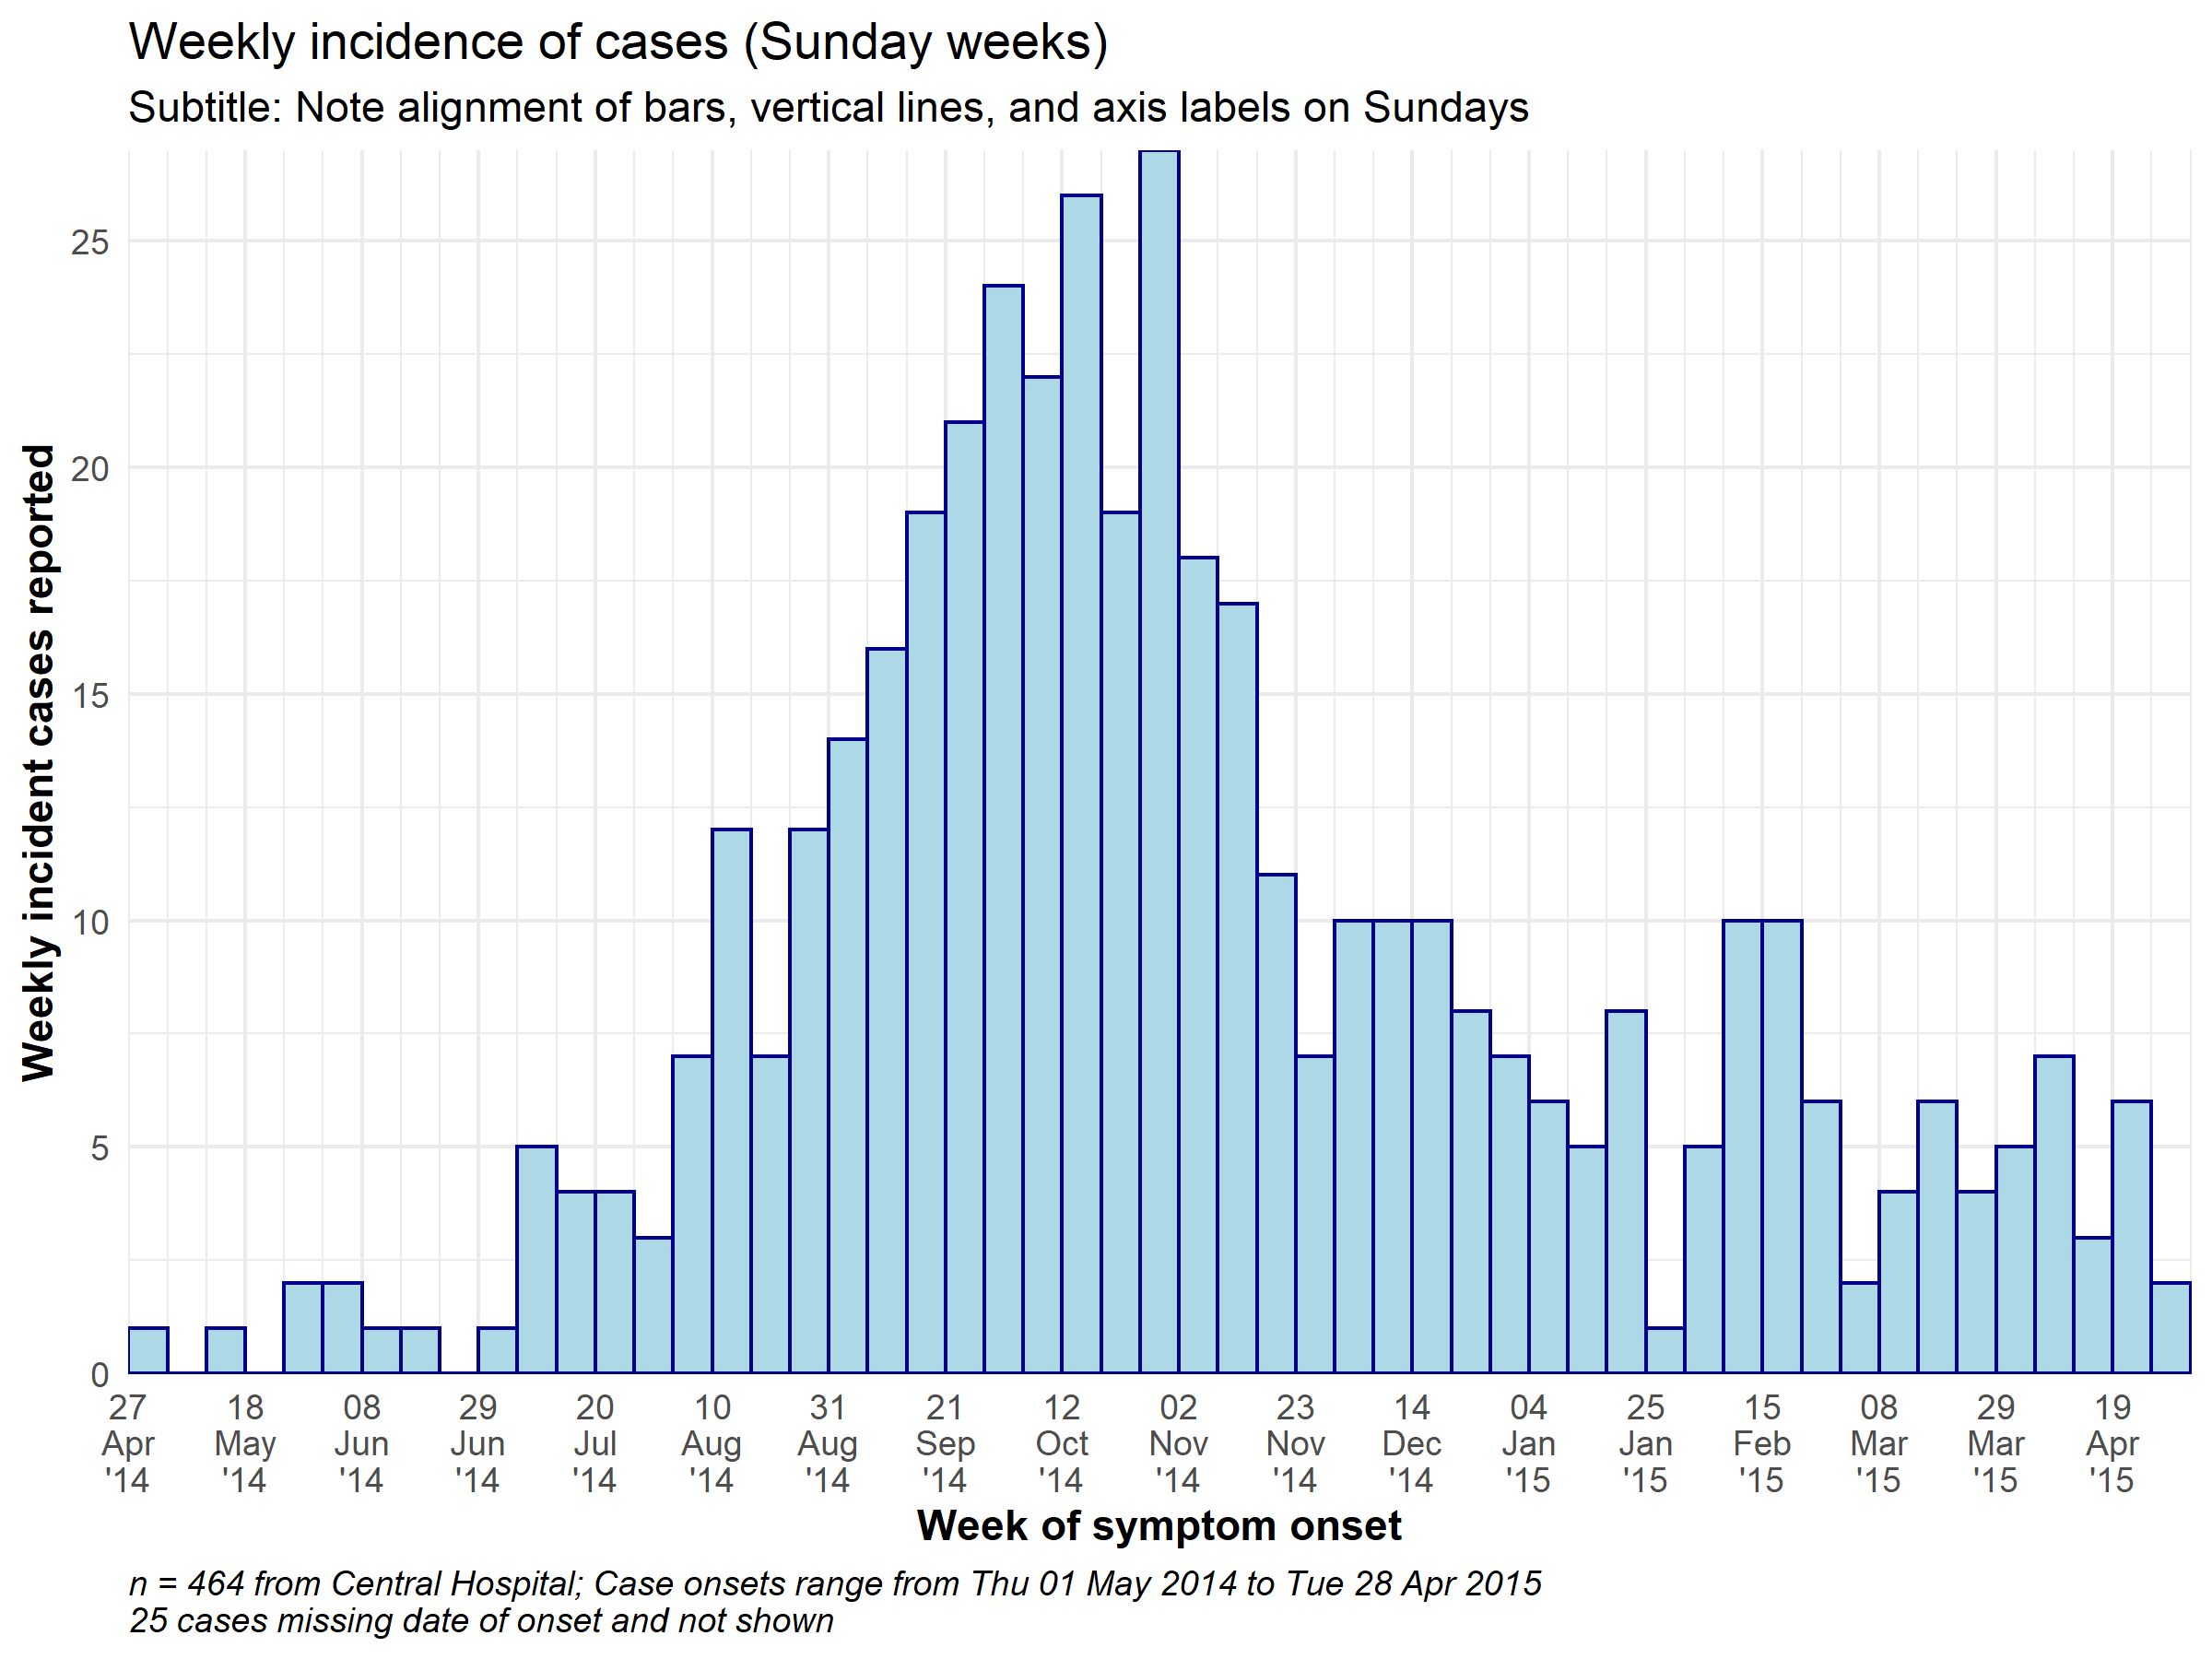 Weekly incidence of cases (Sunday weeks)
Subtitle: Note alignment of bars, vertical lines, and axis labels on Sundays
Weekly incident cases reported
25
20
15
10
5
0
27 18 08 29 20 10 31 21 12 02 23 14 04 25 15 08 29 19
Apr May Jun Jun Jul Aug Aug Sep Oct Nov Nov Dec Jan Jan Feb Mar Mar Apr
'14 '14 '14 '14 '14 '14 '14 '14 '14 '14 '14 '14 '15 '15 '15 '15 '15 '15
Week of symptom onset
n = 464 from Central Hospital; Case onsets range from Thu 01 May 2014 to Tue 28 Apr 2015
25 cases missing date of onset and not shown